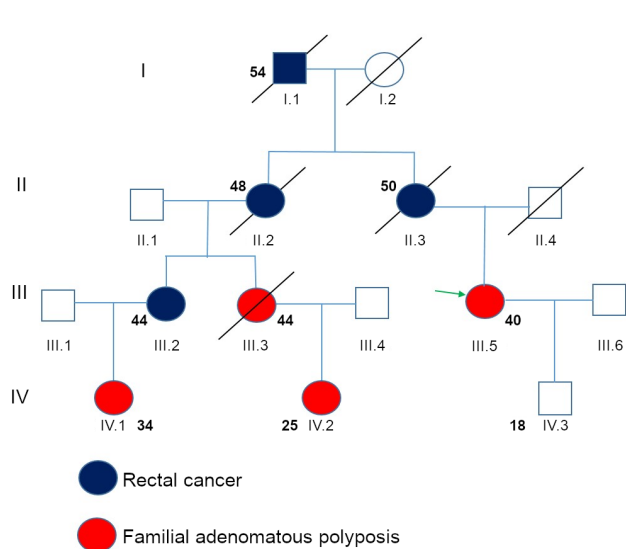 I
54
I.1
I.2
II
48
50
II.1
II.2
II.3
II.4
III
44
44
40
III.1
III.2
III.3
III.4
III.5
III.6
IV
IV.1 34
25 IV.2
18 IV.3
Rectal cancer
Familial adenomatous polyposis